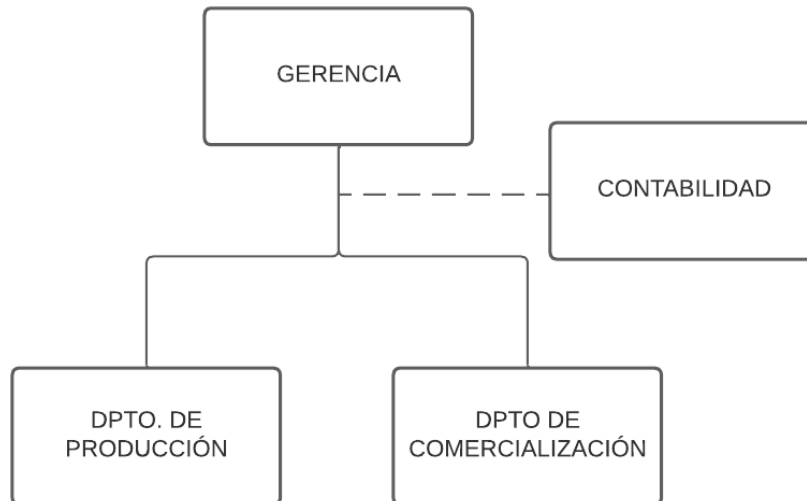 GERENCIA
CONTABILIDAD
DPTO. DE
PRODUCCIÓN
DPTO DE
COMERCIALIZACIÓN